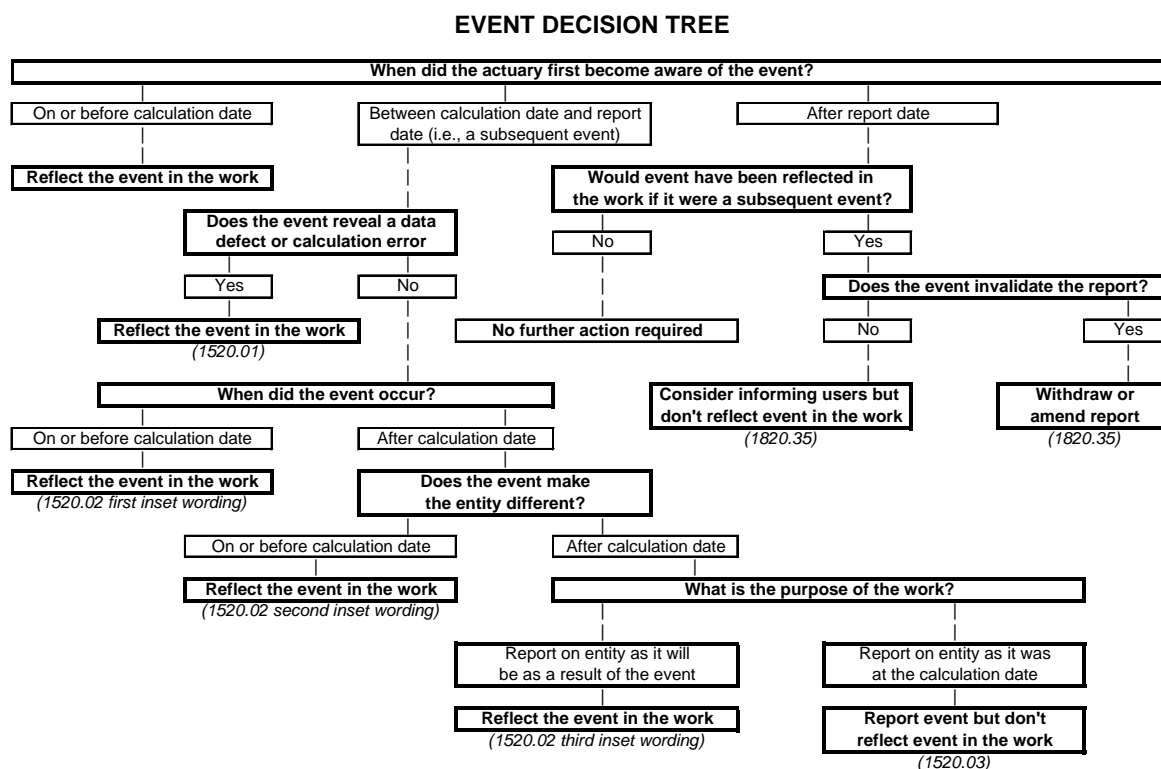 EVENT DECISION TREE
When did the actuary first become aware of the event?
On or before calculation date
Between calculation date and report
date (i.e., a subsequent event)
After report date
Reflect the event in the work
Would event have been reflected in
the work if it were a subsequent event?
Does the event reveal a data
defect or calculation error
No
Yes
Yes
No
Does the event invalidate the report?
Reflect the event in the work
(1520.01)
No further action required
No
Yes
When did the event occur?
Consider informing users but
don't reflect event in the work
(1820.35)
Withdraw or
amend report
(1820.35)
On or before calculation date
After calculation date
Reflect the event in the work
(1520.02 first inset wording)
Does the event make
the entity different?
On or before calculation date
After calculation date
Reflect the event in the work
(1520.02 second inset wording)
What is the purpose of the work?
Report on entity as it will
be as a result of the event
Report on entity as it was
at the calculation date
Reflect the event in the work
(1520.02 third inset wording)
Report event but don't
reflect event in the work
(1520.03)